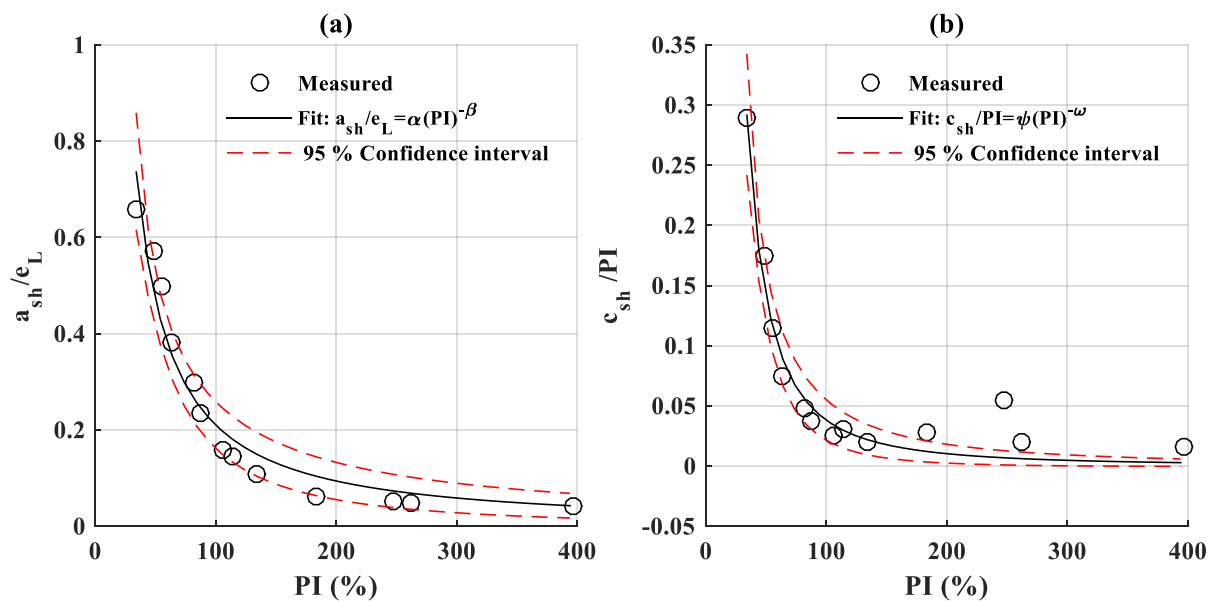 (a)
1
0.8
0.6
0.4
0.2
0
0
100
200
300
400
a_sh/e_L
PI (%)
Measured
Fit: a_sh/e_L=α(PI)^-β
95 % Confidence interval
(b)
0.35
0.3
0.25
0.2
0.15
0.1
0.05
0
-0.05
0
100
200
300
400
c_sh/PI
PI (%)
Measured
Fit: c_sh/PI=ψ(PI)^-ω
95 % Confidence interval